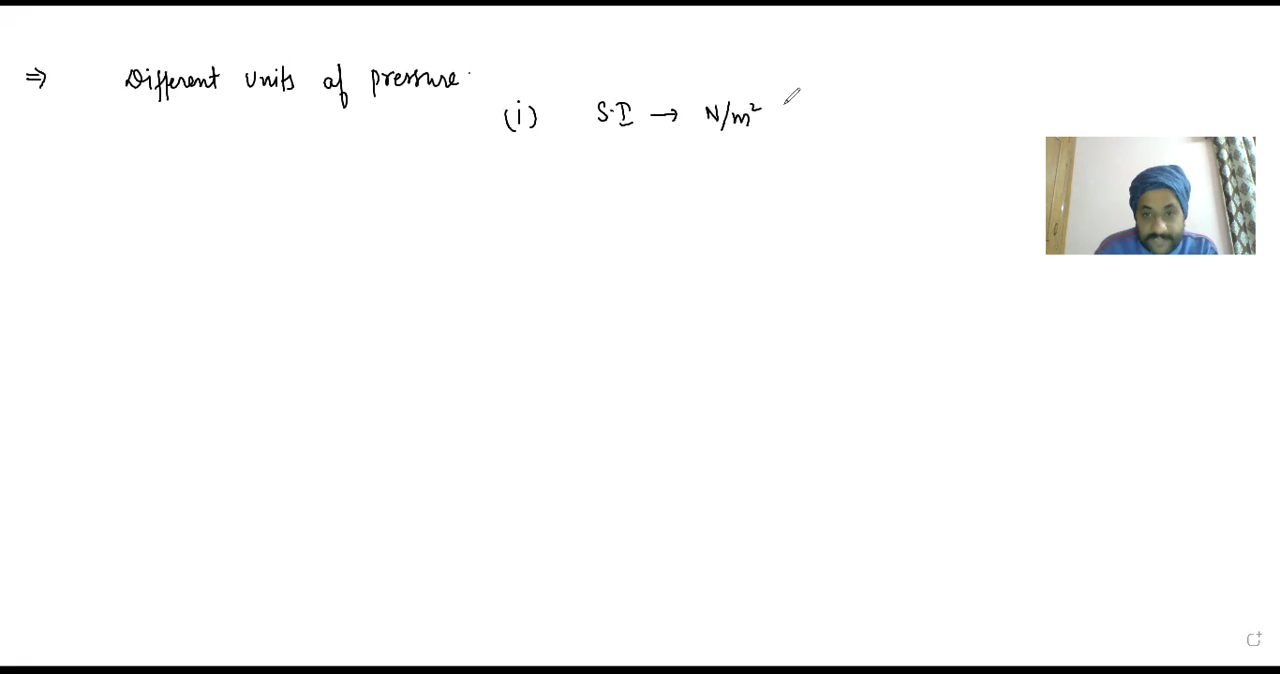 ⇒ Different units of pressure.
(i) S.I → N/m²